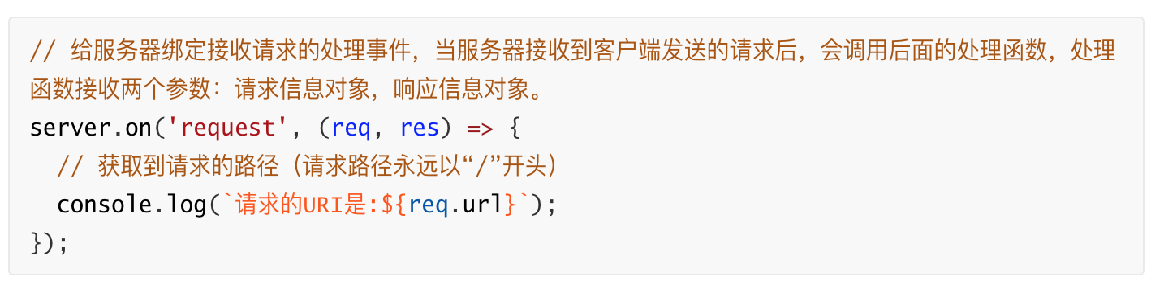 // 给服务器绑定接收请求的处理事件，当服务器接收到客户端发送的请求后，会调用后面的处理函数，处理
函数接收两个参数：请求信息对象，响应信息对象。
server.on('request', (req, res) => {
  // 获取到请求的路径（请求路径永远以“/”开头）
  console.log(`请求的URI是:${req.url}`);
});